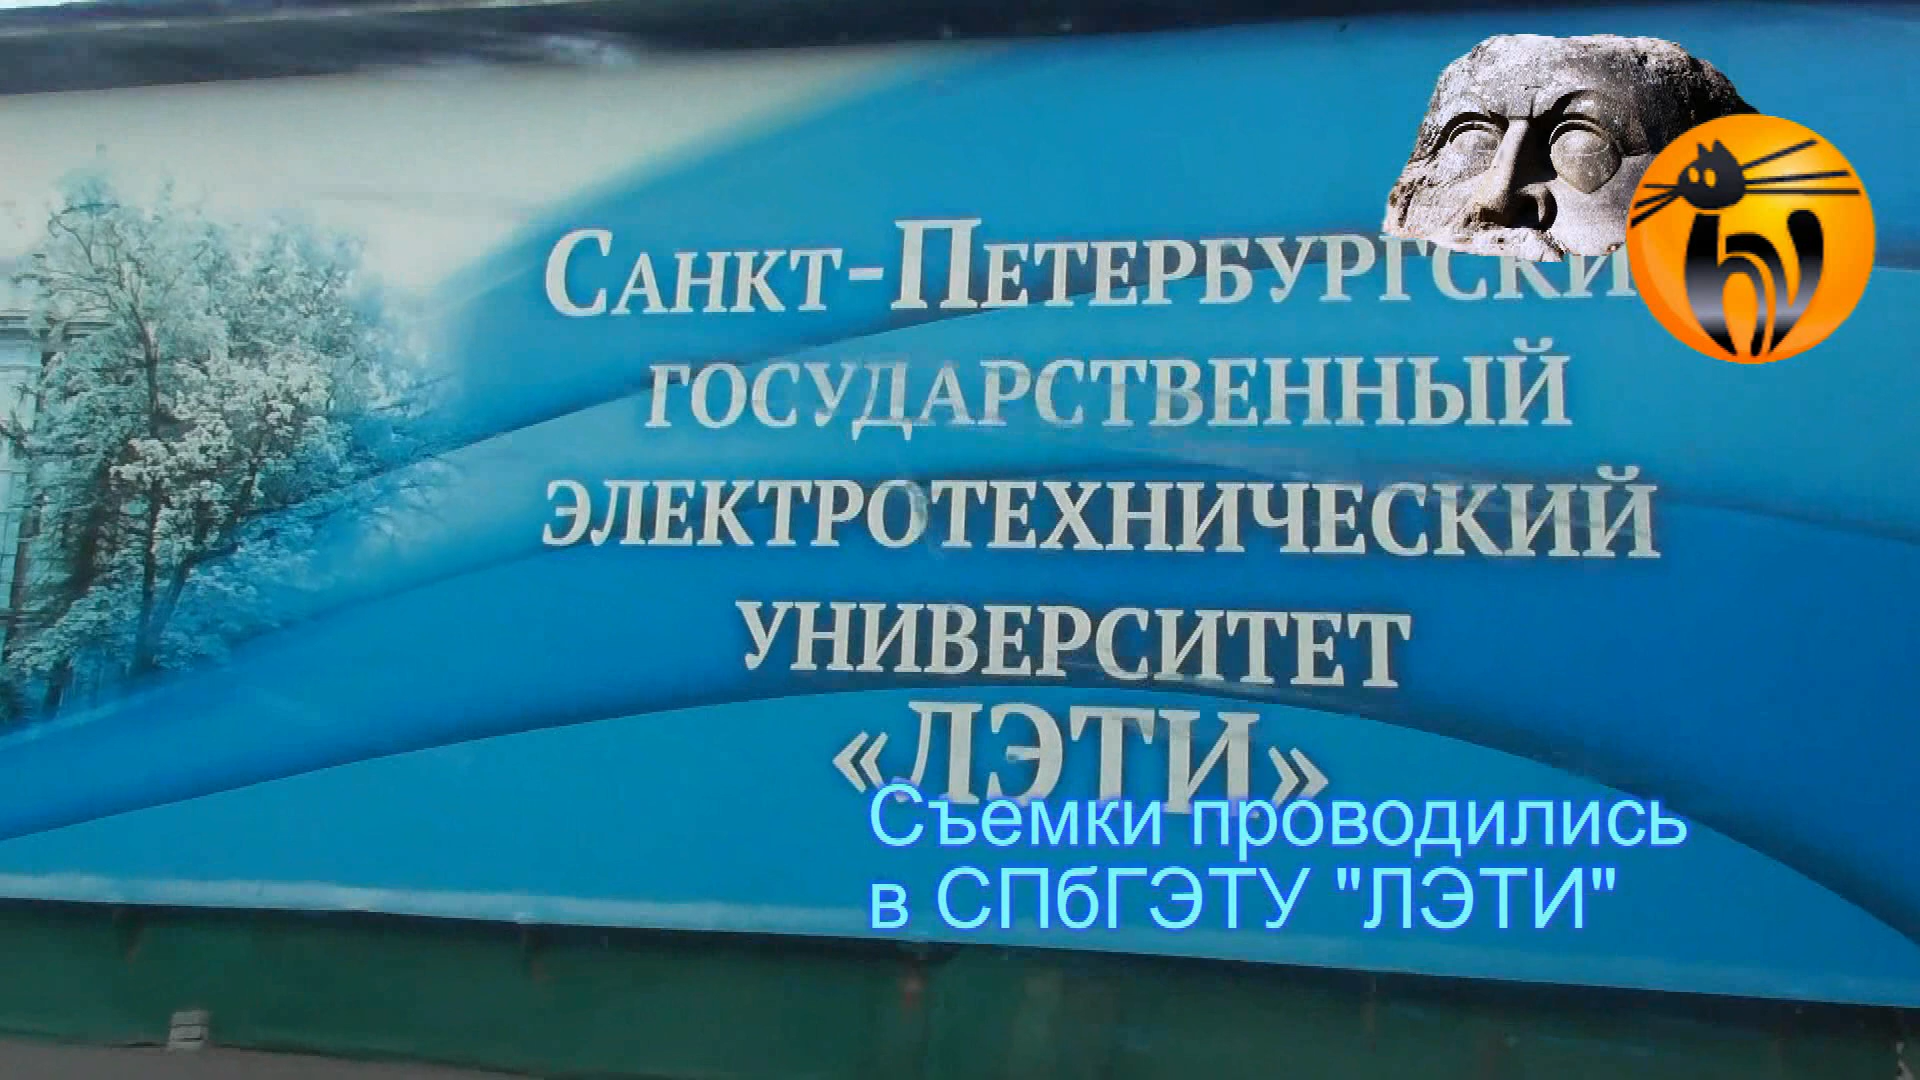 Санкт-Петербургски
государственный
электротехнический
университет
«ЛЭТИ»
Съемки проводились
в СПбГЭТУ "ЛЭТИ"